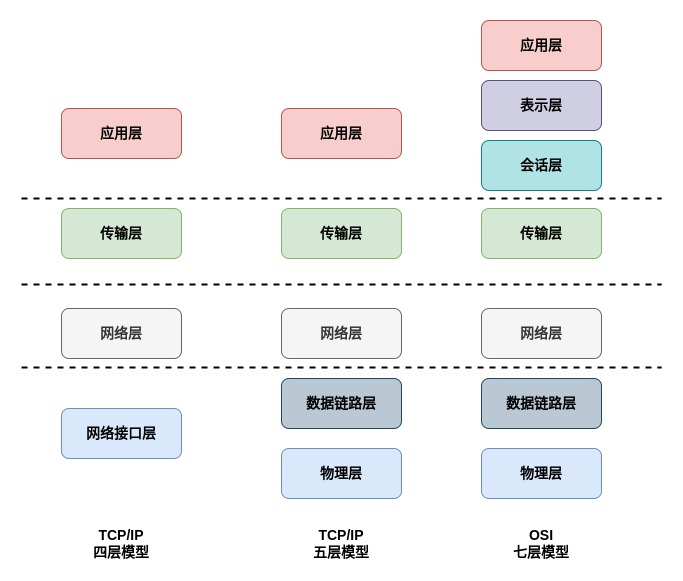 应用层
表示层
应用层
应用层
会话层
传输层
传输层
传输层
网络层
网络层
网络层
数据链路层
数据链路层
网络接口层
物理层
物理层
TCP/IP
四层模型
TCP/IP
五层模型
OSI
七层模型